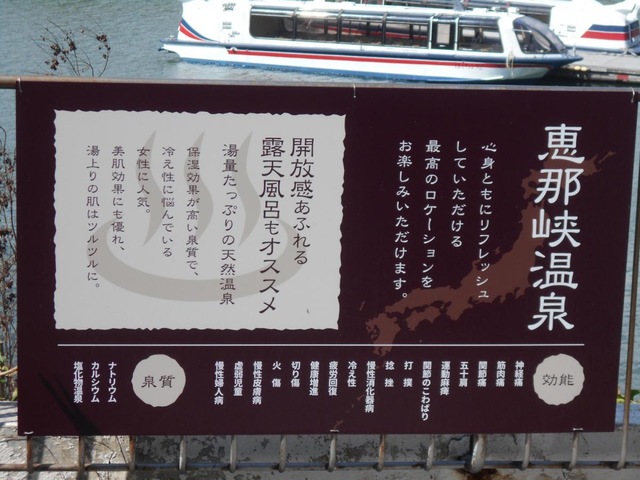 恵那峡温泉
心身ともにリフレッシュ
していただける
最高のロケーションを
お楽しみいただけます。
開放感あふれる
露天風呂もオススメ
湯量たっぷりの天然温泉
保湿効果が高い泉質で、
冷え性に悩んでいる
女性に人気。
美肌効果にも優れ、
湯上りの肌はツルツルに。
効能
神経痛
筋肉痛
関節痛
五十肩
運動麻痺
関節のこわばり
打撲
捻挫
慢性消化器病
冷え性
疲労回復
健康増進
切り傷
火傷
慢性皮膚病
虚弱児童
慢性婦人病
泉質
ナトリウム
カルシウム
塩化物温泉